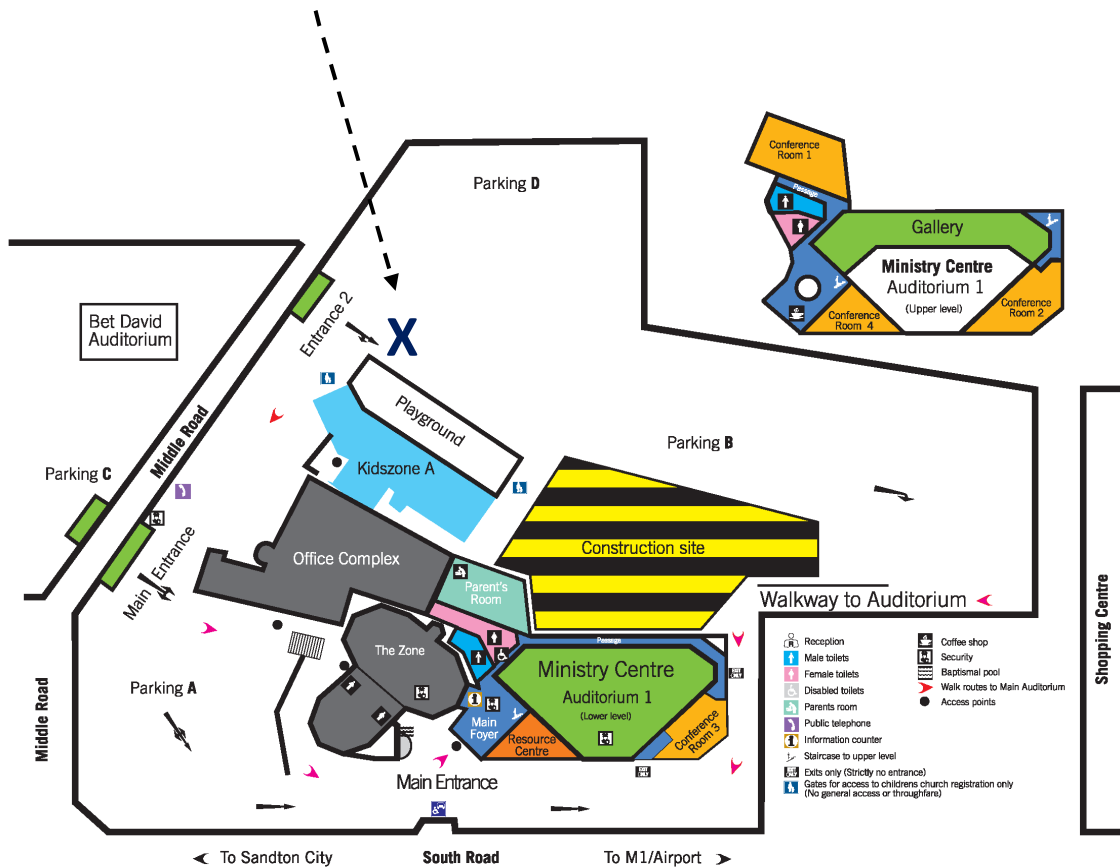 Parking D
Conference
Room 1
Passage
Gallery
Ministry Centre
Auditorium 1
(Upper level)
Conference
Room 2
Conference
Room 4
Bet David
Auditorium
Entrance 2
X
Playground
Middle Road
Kidszone A
Parking B
Parking C
Main Entrance
Office Complex
Construction site
Parent's
Room
Walkway to Auditorium
Shopping Centre
Passage
The Zone
Ministry Centre
Auditorium 1
(Lower level)
EXIT
ONLY
Parking A
Main
Foyer
Resource
Centre
Conference
Room 3
EXIT
ONLY
Middle Road
Main Entrance
R
Reception
Male toilets
Female toilets
Disabled toilets
Parents room
Public telephone
Information counter
Staircase to upper level
Exits only (Strictly no entrance)
Gates for access to childrens church registration only
(No general access or throughfare)
Coffee shop
Security
Baptismal pool
Walk routes to Main Auditorium
Access points
To Sandton City
South Road
To M1/Airport